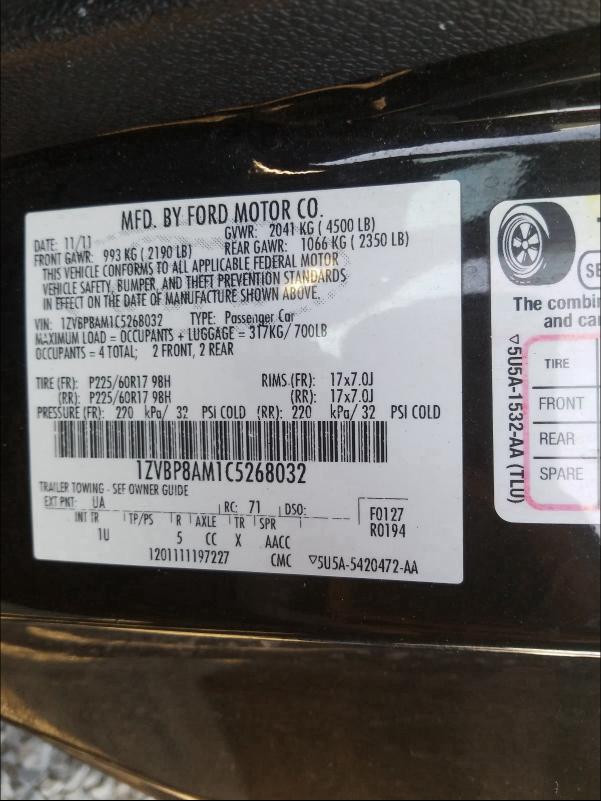 MFD. BY FORD MOTOR CO.
DATE: 11/11 GVWR: 2041 KG ( 4500 LB)
FRONT GAWR: 993 KG ( 2190 LB) REAR GAWR: 1066 KG ( 2350 LB)
THIS VEHICLE CONFORMS TO ALL APPLICABLE FEDERAL MOTOR
VEHICLE SAFETY, BUMPER, AND THEFT PREVENTION STANDARDS
IN EFFECT ON THE DATE OF MANUFACTURE SHOWN ABOVE.
VIN: 1ZVBP8AM1C5268032 TYPE: Passenger Car
MAXIMUM LOAD = OCCUPANTS + LUGGAGE = 317KG/ 700LB
OCCUPANTS = 4 TOTAL; 2 FRONT, 2 REAR
TIRE (FR): P225/60R17 98H RIMS (FR): 17x7.0J
(RR): P225/60R17 98H (RR): 17x7.0J
PRESSURE (FR): 220 kPa/ 32 PSI COLD (RR): 220 kPa/ 32 PSI COLD
1ZVBP8AM1C5268032
TRAILER TOWING - SEE OWNER GUIDE
EXT PNT: UA RC: 71 DSO: F0127
INT TR TP/PS R AXLE TR SPR R0194
1U 5 CC X AACC
1201111197227 CMC ▽5U5A-5420472-AA
SE
The combin
and ca
▽5U5A-1532-AA (TLU)
TIRE
FRONT
REAR
SPARE